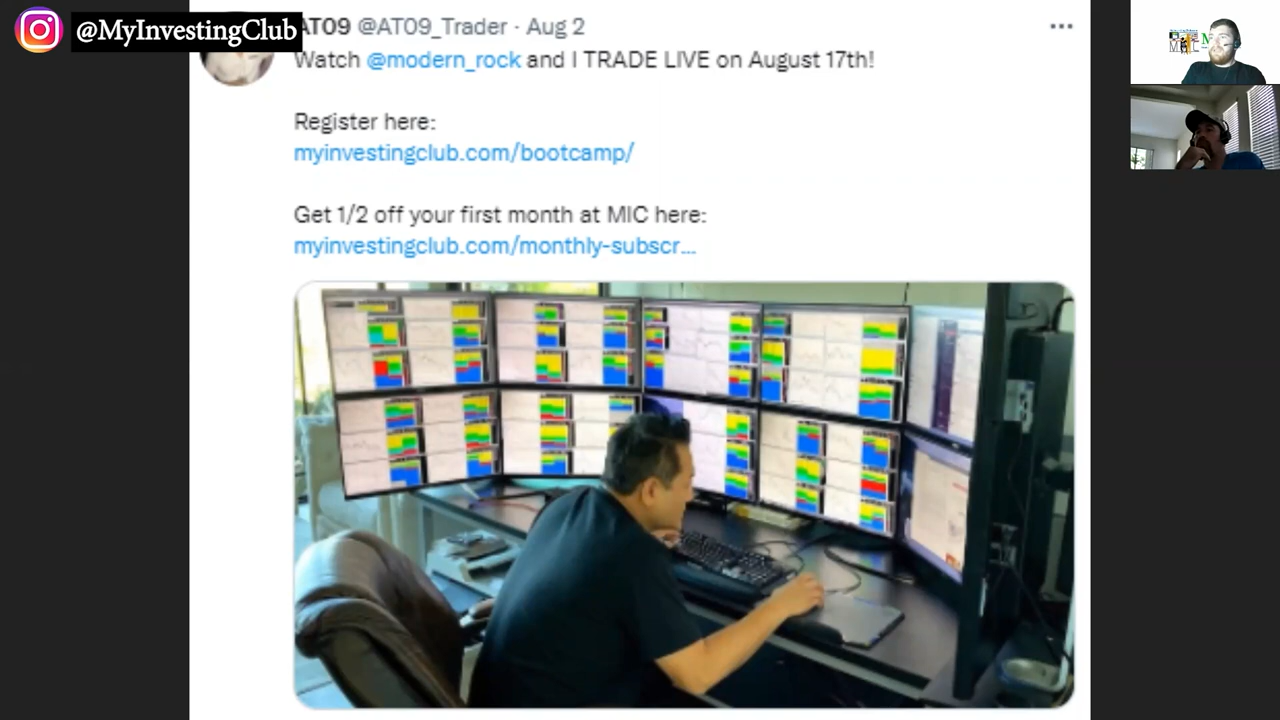 @MyInvestingClub
AT09 @AT09_Trader · Aug 2
Watch @modern_rock and I TRADE LIVE on August 17th!
Register here:
myinvestingclub.com/bootcamp/
Get 1/2 off your first month at MIC here:
myinvestingclub.com/monthly-subscr...